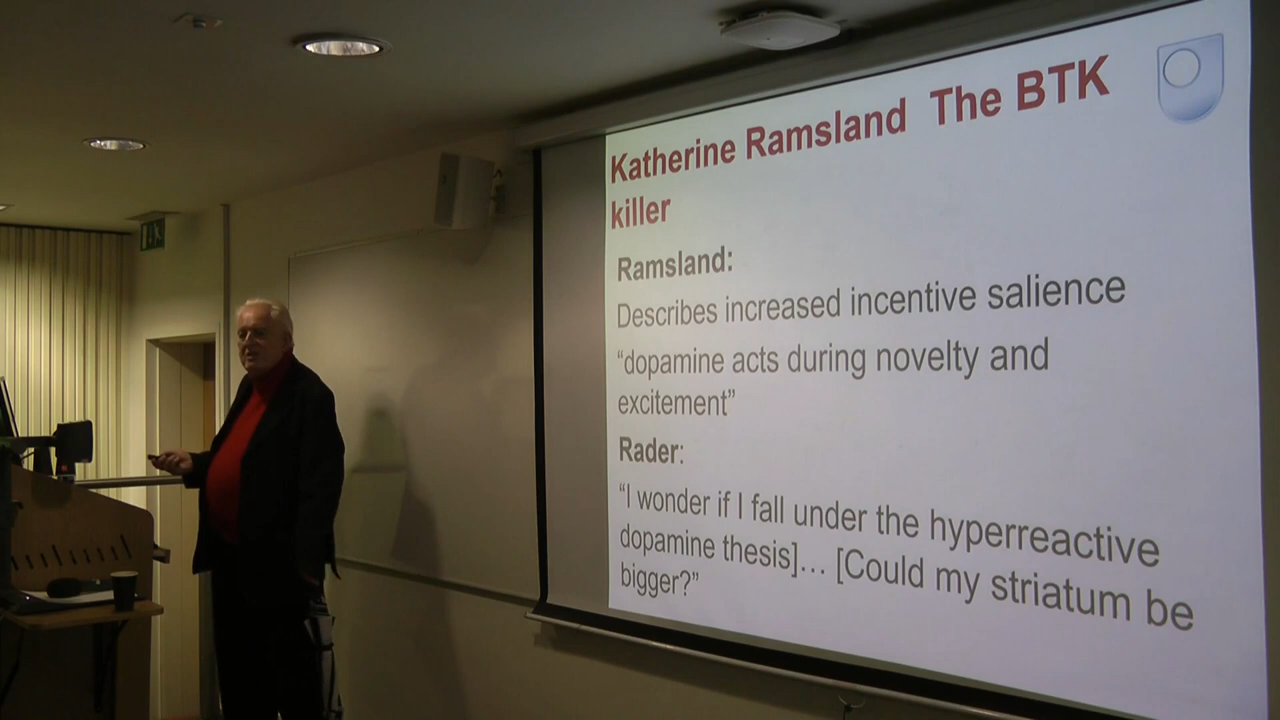 Katherine Ramsland The BTK
killer
Ramsland:
Describes increased incentive salience
“dopamine acts during novelty and
excitement”
Rader:
“I wonder if I fall under the hyperreactive
dopamine thesis]… [Could my striatum be
bigger?”